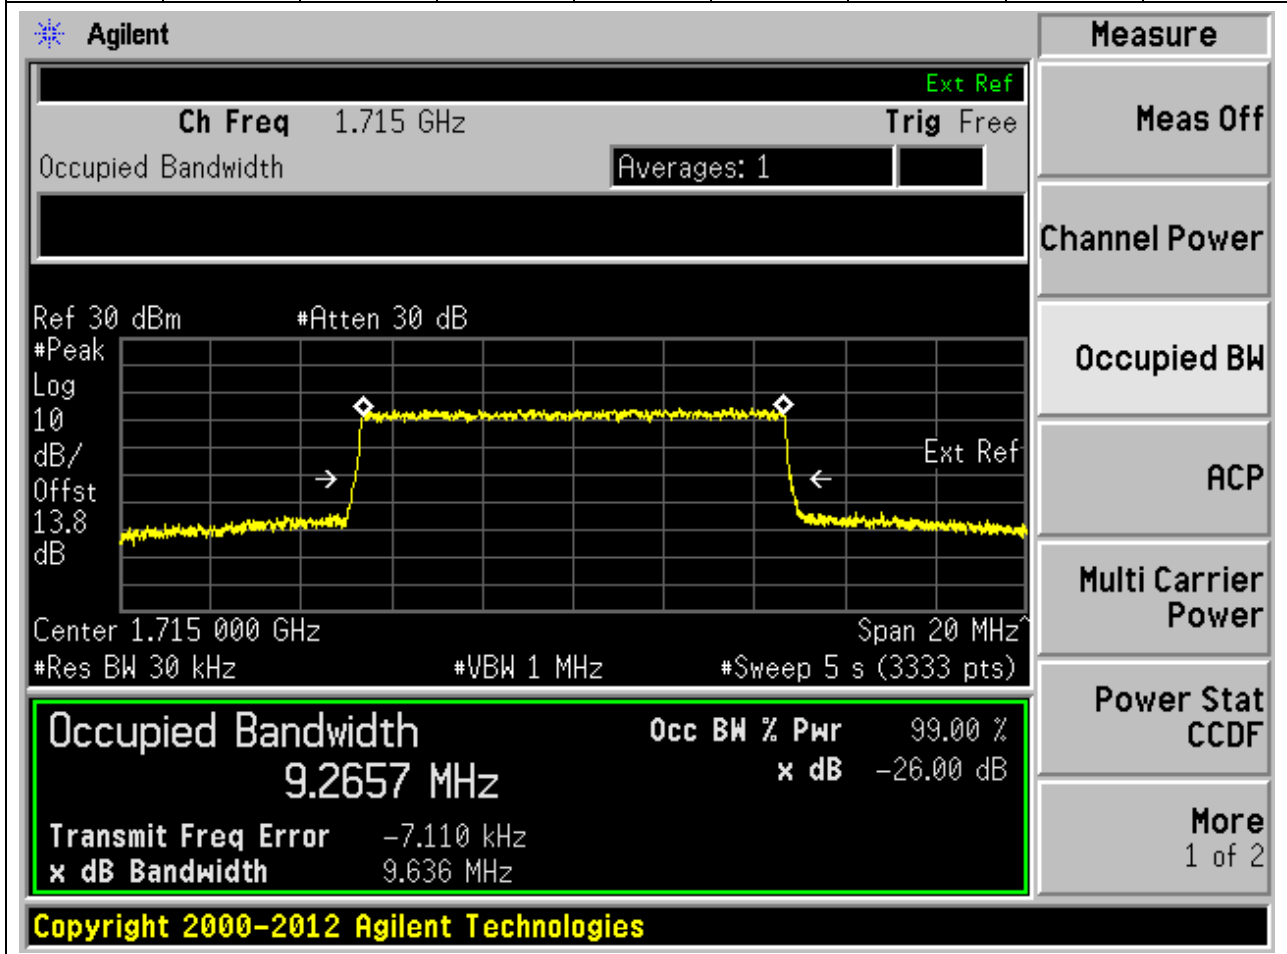 Agilent
Measure
Ext Ref
Ch Freq 1.715 GHz Trig Free
Occupied Bandwidth Averages: 1
Ref 30 dBm #Atten 30 dB
#Peak
Log
10
dB/
Offst
13.8
dB
Ext Ref
Center 1.715 000 GHz Span 20 MHz^
#Res BW 30 kHz #VBW 1 MHz #Sweep 5 s (3333 pts)
Occupied Bandwidth Occ BW % Pwr 99.00 %
9.2657 MHz x dB -26.00 dB
Transmit Freq Error -7.110 kHz
x dB Bandwidth 9.636 MHz
Meas Off
Channel Power
Occupied BW
ACP
Multi Carrier
Power
Power Stat
CCDF
More
1 of 2
Copyright 2000-2012 Agilent Technologies